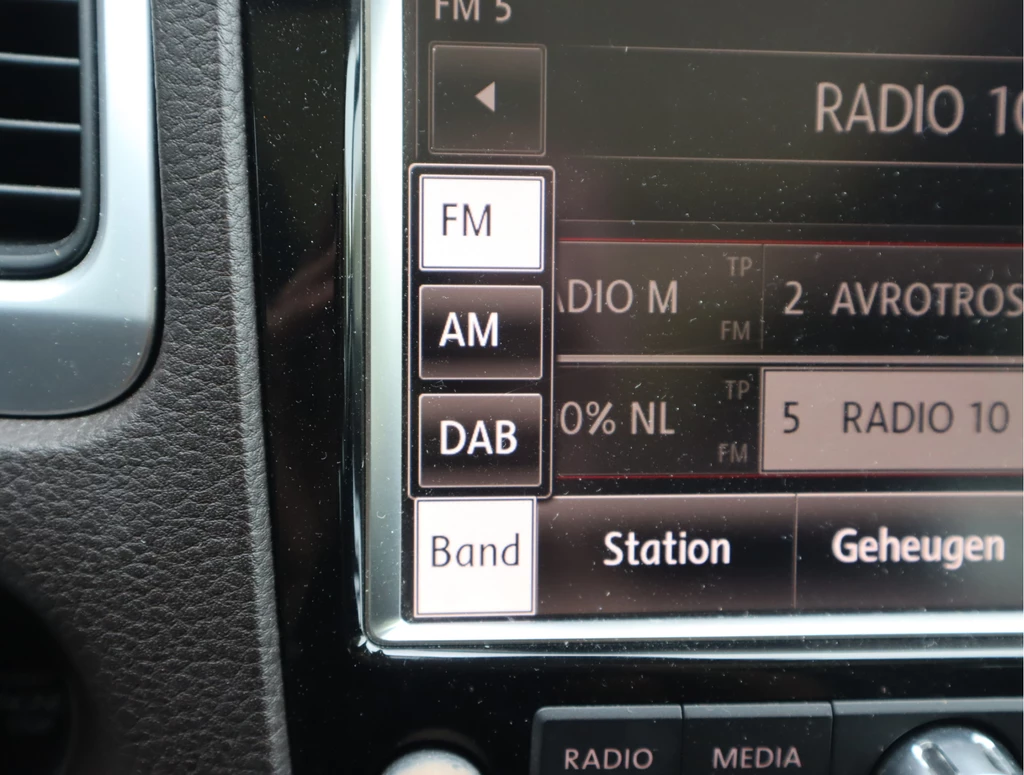 FM 5
RADIO 10
FM
AM
DAB
DIO M
TP
FM
2 AVROTROS
0% NL
TP
FM
5 RADIO 10
Band
Station
Geheugen
RADIO
MEDIA